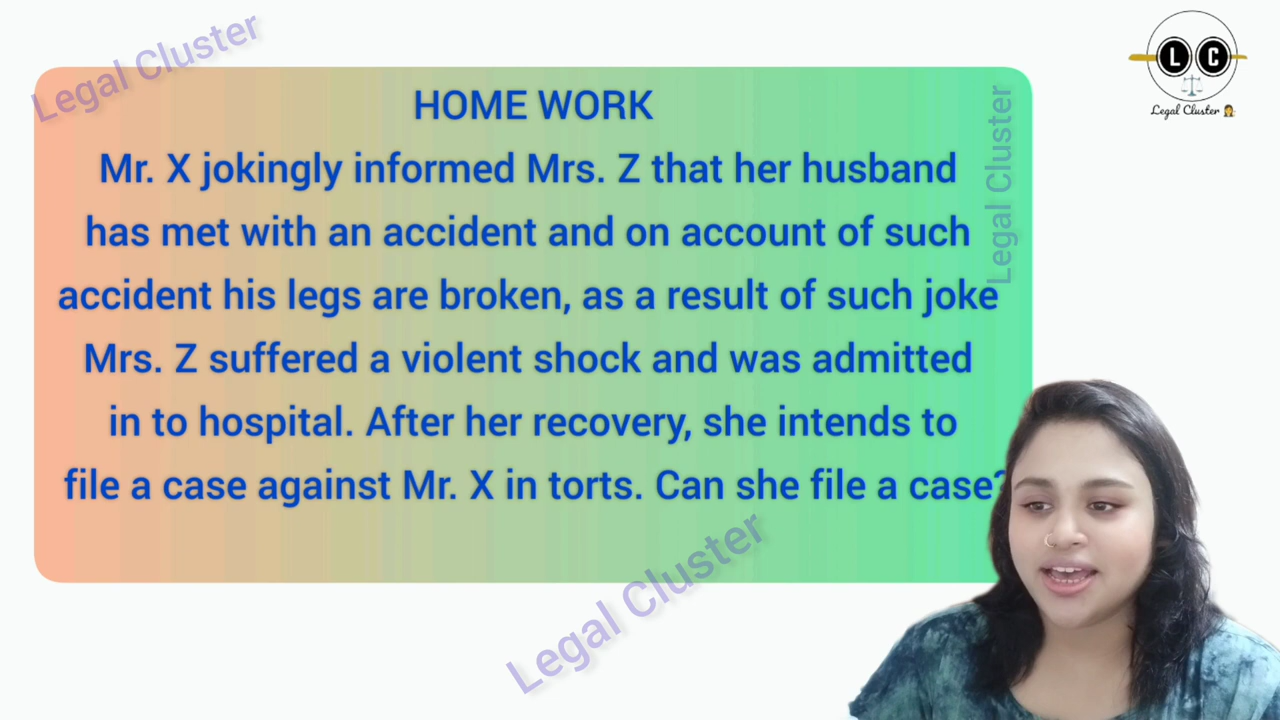 Legal Cluster
L C
Legal Cluster
HOME WORK
Mr. X jokingly informed Mrs. Z that her husband
has met with an accident and on account of such
accident his legs are broken, as a result of such joke
Mrs. Z suffered a violent shock and was admitted
in to hospital. After her recovery, she intends to
file a case against Mr. X in torts. Can she file a case?
Legal Cluster
Legal Cluster